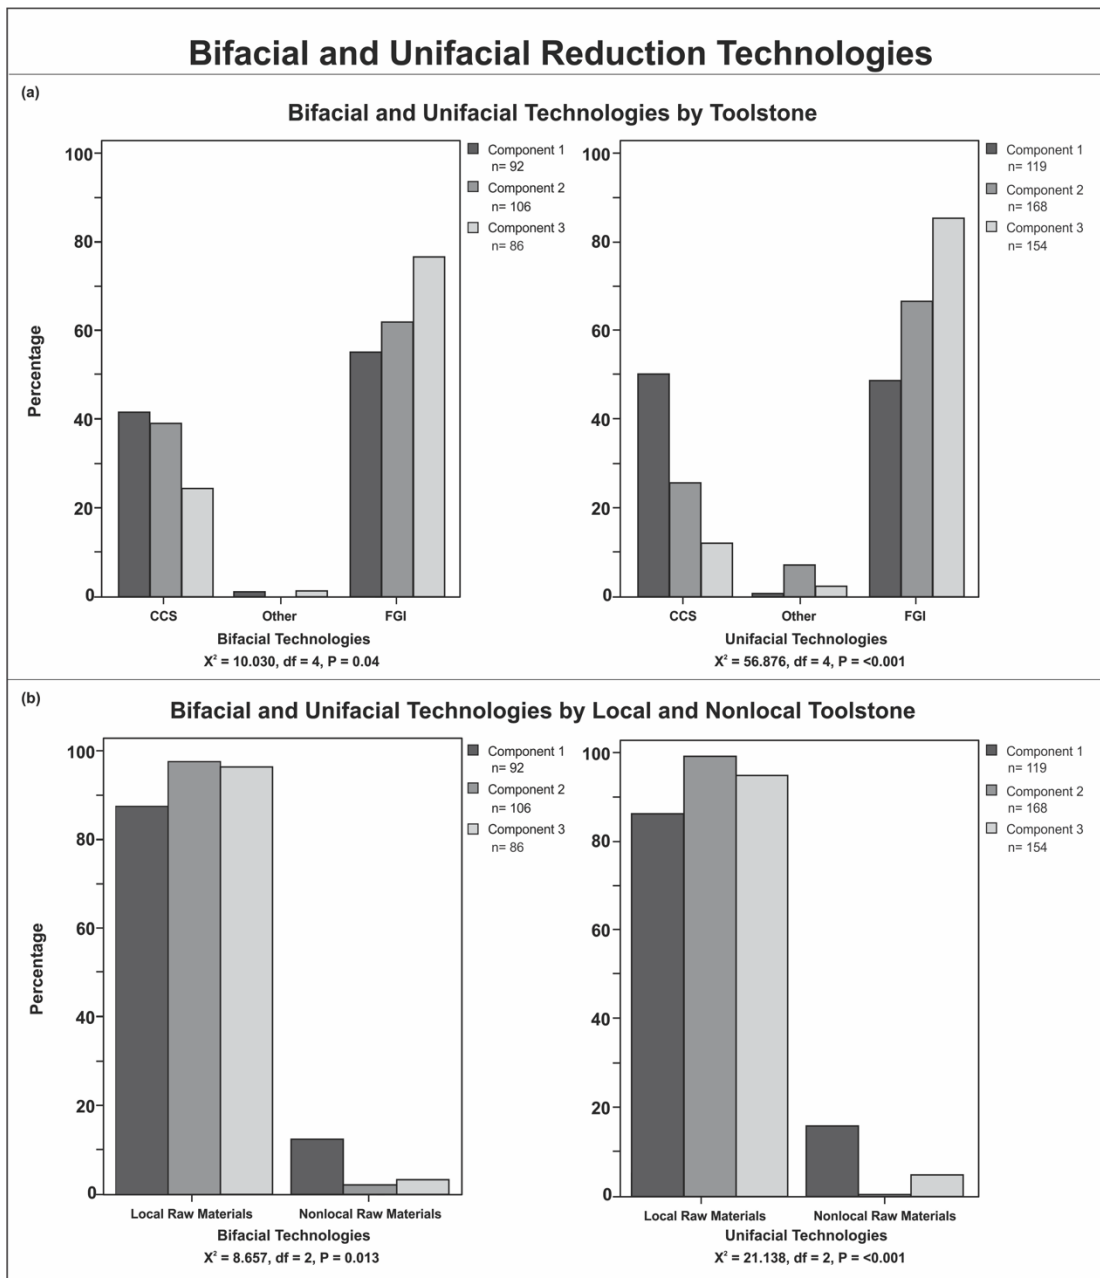 Bifacial and Unifacial Reduction Technologies
(a)
Bifacial and Unifacial Technologies by Toolstone
100
80
60
40
20
0
Percentage
CCS
Other
FGI
Bifacial Technologies
X² = 10.030, df = 4, P = 0.04
Component 1
n= 92
Component 2
n= 106
Component 3
n= 86
100
80
60
40
20
0
CCS
Other
FGI
Unifacial Technologies
X² = 56.876, df = 4, P = <0.001
Component 1
n= 119
Component 2
n= 168
Component 3
n= 154
(b)
Bifacial and Unifacial Technologies by Local and Nonlocal Toolstone
100
80
60
40
20
0
Percentage
Local Raw Materials
Nonlocal Raw Materials
Bifacial Technologies
X² = 8.657, df = 2, P = 0.013
Component 1
n= 92
Component 2
n= 106
Component 3
n= 86
100
80
60
40
20
0
Local Raw Materials
Nonlocal Raw Materials
Unifacial Technologies
X² = 21.138, df = 2, P = <0.001
Component 1
n= 119
Component 2
n= 168
Component 3
n= 154